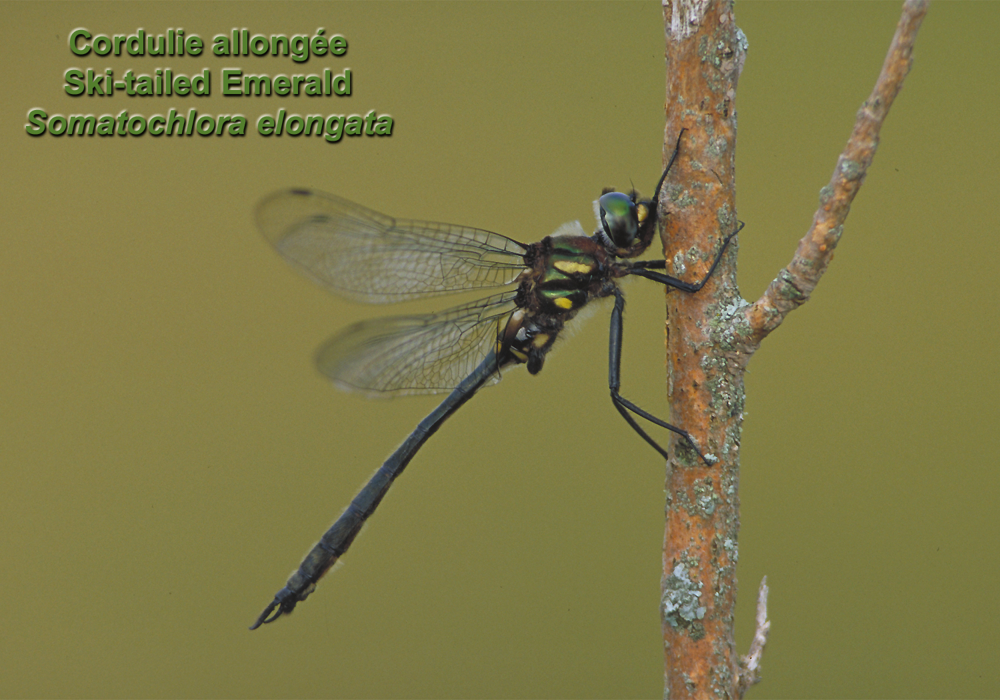 Cordulie allongée
Ski-tailed Emerald
Somatochlora elongata